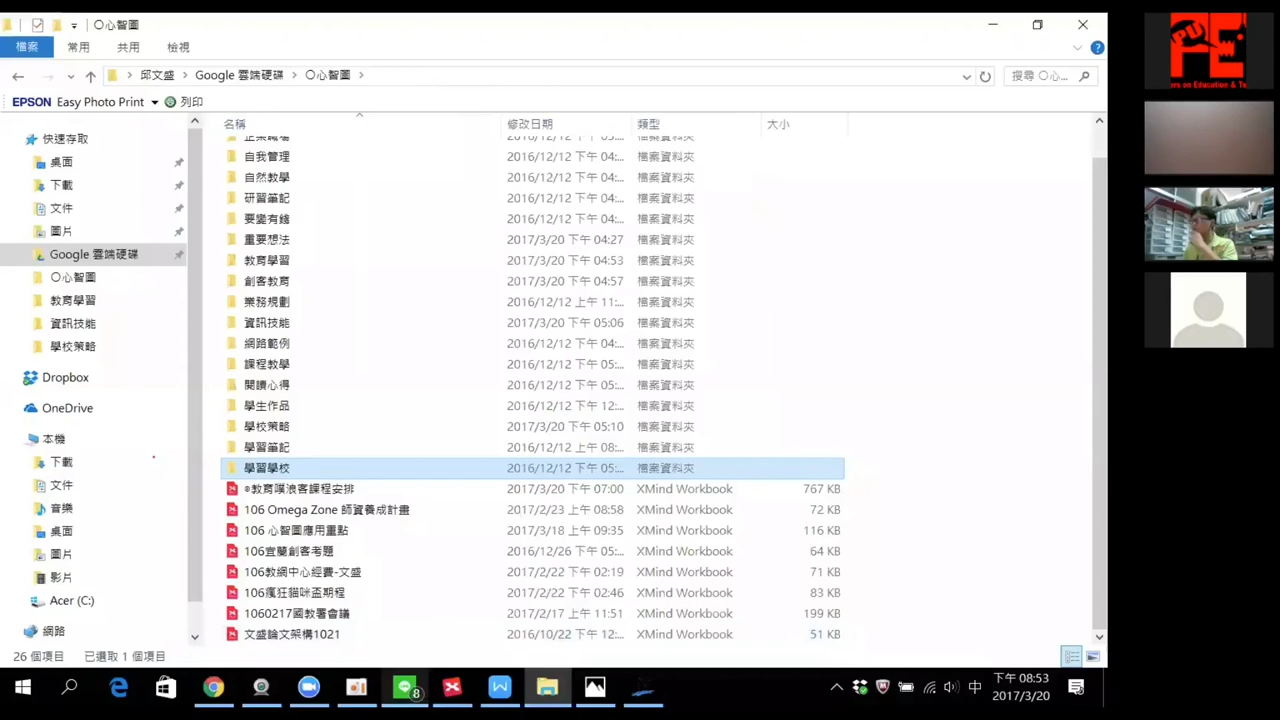 〇心智圖
檔案 常用 共用 檢視
邱文盛 Google 雲端硬碟 〇心智圖 搜尋 〇心...
EPSON Easy Photo Print 列印
名稱 修改日期 類型 大小
快速存取
桌面
下載
文件
圖片
Google 雲端硬碟
〇心智圖
教育學習
資訊技能
學校策略
Dropbox
OneDrive
本機
下載
文件
音樂
桌面
圖片
影片
Acer (C:)
網路
自我管理 2016/12/12 下午 04:... 檔案資料夾
自然教學 2016/12/12 下午 04:... 檔案資料夾
研習筆記 2016/12/12 下午 04:... 檔案資料夾
要變有錢 2016/12/12 下午 04:... 檔案資料夾
重要想法 2017/3/20 下午 04:27 檔案資料夾
教育學習 2017/3/20 下午 04:53 檔案資料夾
創客教育 2017/3/20 下午 04:57 檔案資料夾
業務規劃 2016/12/12 上午 11:... 檔案資料夾
資訊技能 2017/3/20 下午 05:06 檔案資料夾
網路範例 2016/12/12 下午 04:... 檔案資料夾
課程教學 2016/12/12 下午 05:... 檔案資料夾
閱讀心得 2016/12/12 下午 05:... 檔案資料夾
學生作品 2016/12/12 下午 12:... 檔案資料夾
學校策略 2017/3/20 下午 05:10 檔案資料夾
學習筆記 2016/12/12 上午 08:... 檔案資料夾
學習學校 2016/12/12 下午 05:... 檔案資料夾
教育噗浪客課程安排 2017/3/20 下午 07:00 XMind Workbook 767 KB
106 Omega Zone 師資養成計畫 2017/2/23 上午 08:58 XMind Workbook 72 KB
106 心智圖應用重點 2017/3/18 上午 09:35 XMind Workbook 116 KB
106宜蘭創客考題 2016/12/26 下午 05:... XMind Workbook 64 KB
106教網中心經費-文盛 2017/2/22 下午 02:19 XMind Workbook 71 KB
106瘋狂貓咪盃期程 2017/2/22 下午 02:46 XMind Workbook 83 KB
1060217國教署會議 2017/2/17 上午 11:51 XMind Workbook 199 KB
文盛論文架構1021 2016/10/22 下午 12:... XMind Workbook 51 KB
26 個項目 已選取 1 個項目
8
中
下午 08:53
2017/3/20
PU
ers on Education & Te